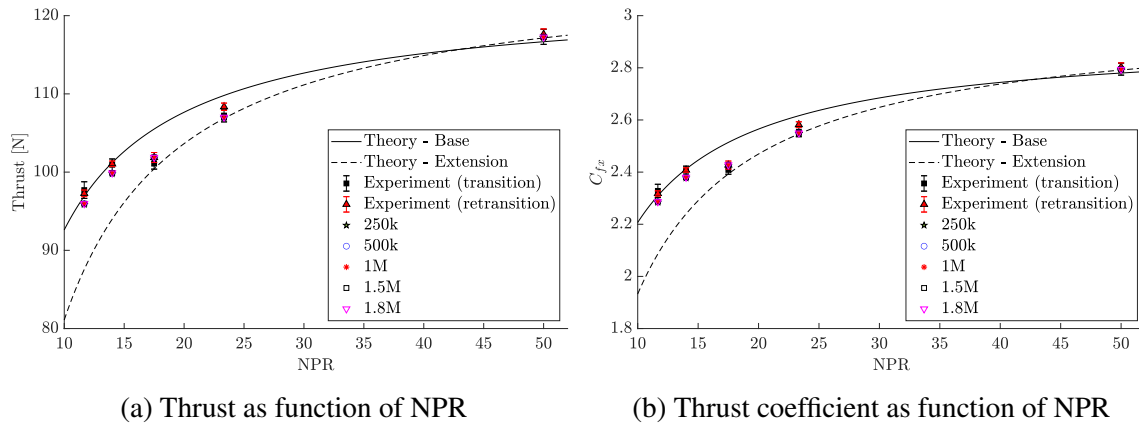 120
110
100
90
80
Thrust [N]
10 15 20 25 30 35 40 45 50
NPR
Theory - Base
Theory - Extension
Experiment (transition)
Experiment (retransition)
250k
500k
1M
1.5M
1.8M
(a) Thrust as function of NPR
3
2.8
2.6
2.4
2.2
2
1.8
C_{fx}
10 15 20 25 30 35 40 45 50
NPR
Theory - Base
Theory - Extension
Experiment (transition)
Experiment (retransition)
250k
500k
1M
1.5M
1.8M
(b) Thrust coefficient as function of NPR